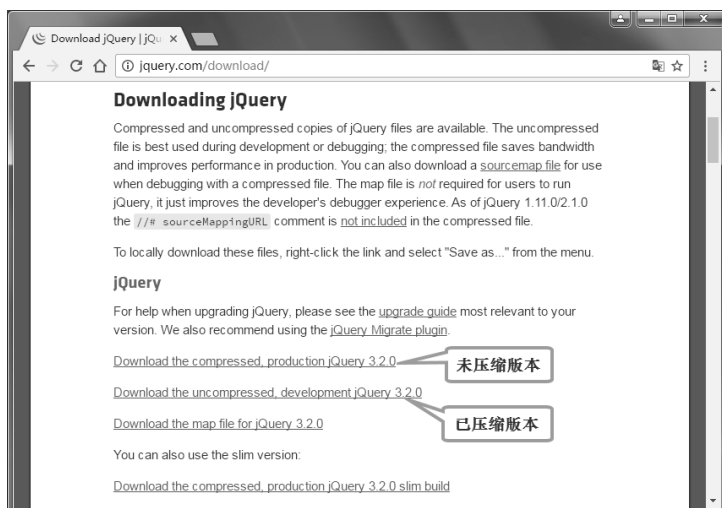 Download jQuery | jQu
jquery.com/download/
Downloading jQuery
Compressed and uncompressed copies of jQuery files are available. The uncompressed
file is best used during development or debugging; the compressed file saves bandwidth
and improves performance in production. You can also download a sourcemap file for use
when debugging with a compressed file. The map file is not required for users to run
jQuery, it just improves the developer's debugger experience. As of jQuery 1.11.0/2.1.0
the //# sourceMappingURL comment is not included in the compressed file.
To locally download these files, right-click the link and select "Save as..." from the menu.
jQuery
For help when upgrading jQuery, please see the upgrade guide most relevant to your
version. We also recommend using the jQuery Migrate plugin.
Download the compressed, production jQuery 3.2.0
未压缩版本
Download the uncompressed, development jQuery 3.2.0
Download the map file for jQuery 3.2.0
已压缩版本
You can also use the slim version:
Download the compressed, production jQuery 3.2.0 slim build